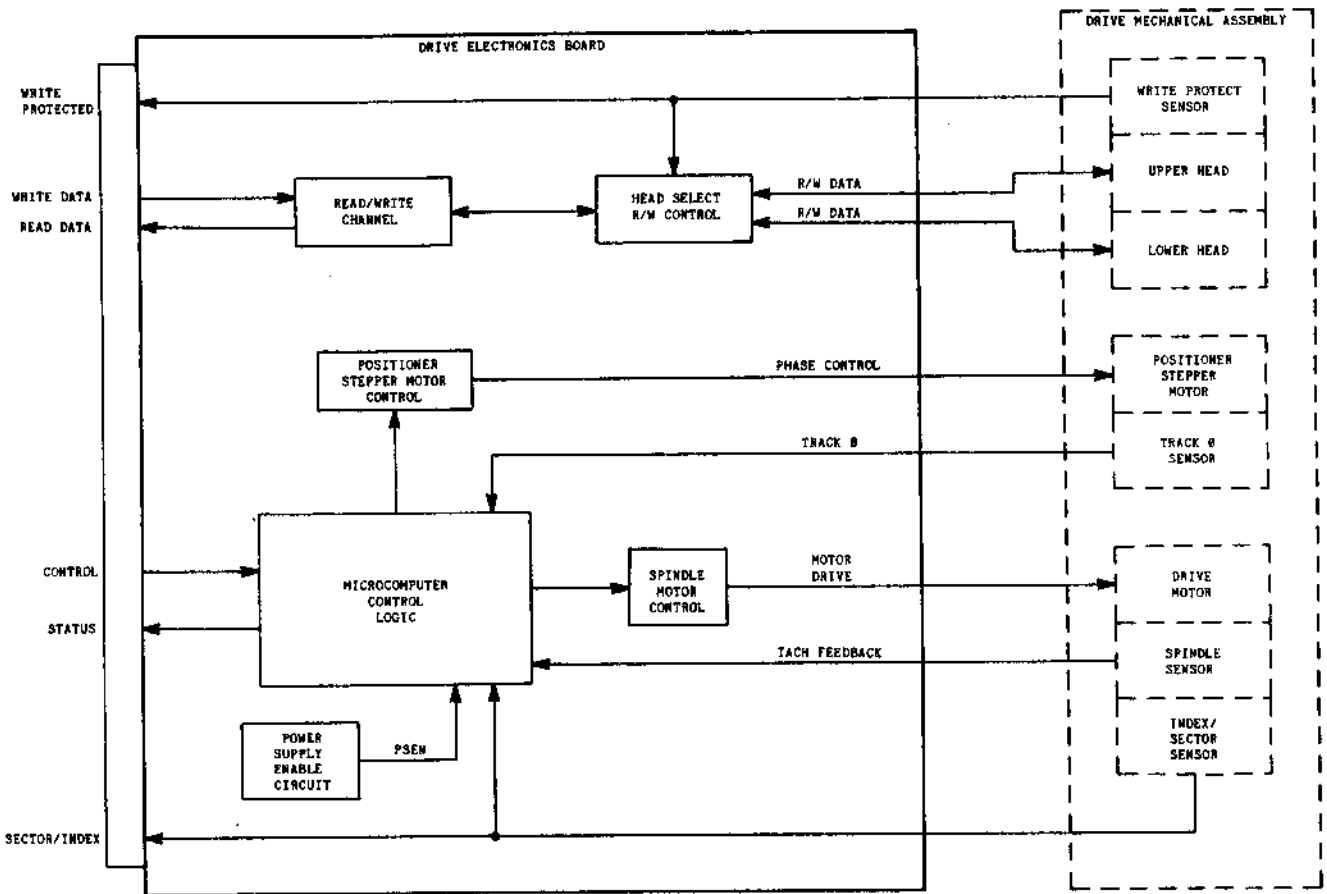 DRIVE MECHANICAL ASSEMBLY
DRIVE ELECTRONICS BOARD
WRITE
PROTECTED
WRITE PROTECT
SENSOR
WRITE DATA
READ DATA
READ/WRITE
CHANNEL
HEAD SELECT
R/W CONTROL
R/W DATA
R/W DATA
UPPER HEAD
LOWER HEAD
POSITIONER
STEPPER MOTOR
CONTROL
PHASE CONTROL
POSITIONER
STEPPER
MOTOR
TRACK 0
TRACK 0
SENSOR
CONTROL
STATUS
MICROCOMPUTER
CONTROL
LOGIC
SPINDLE
MOTOR
CONTROL
MOTOR
DRIVE
DRIVE
MOTOR
TACH FEEDBACK
SPINDLE
SENSOR
POWER
SUPPLY
ENABLE
CIRCUIT
PSEN
INDEX/
SECTOR
SENSOR
SECTOR/INDEX